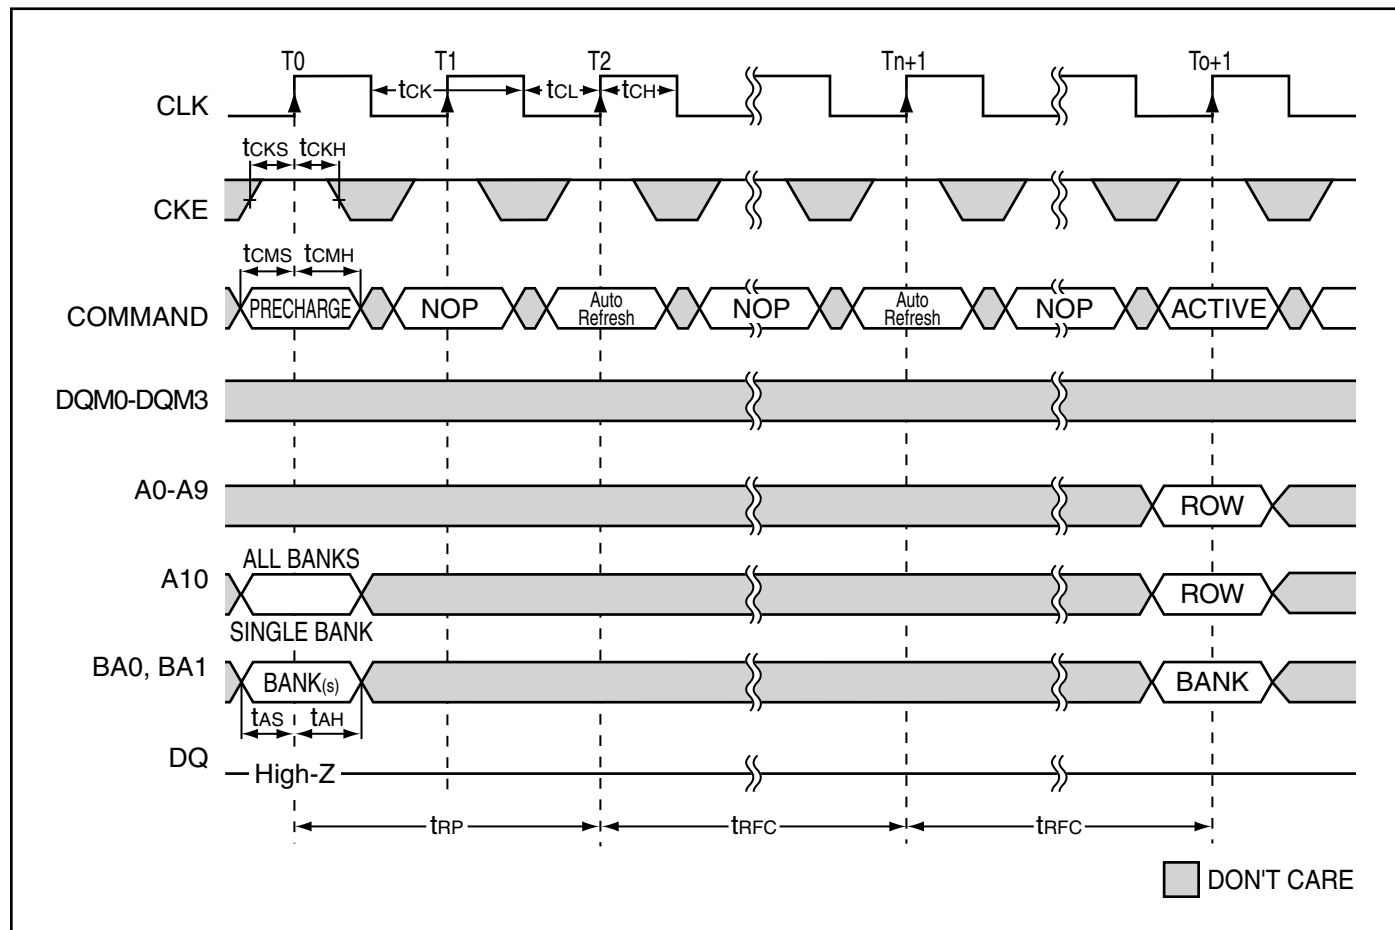 T0 T1 T2 Tn+1 To+1
CLK tCK tCL tCH
tCKS tCKH
CKE
tCMS tCMH
COMMAND PRECHARGE NOP Auto Refresh NOP Auto Refresh NOP ACTIVE
DQM0-DQM3
A0-A9 ROW
ALL BANKS
A10 ROW
SINGLE BANK
BA0, BA1 BANK(s) BANK
tAS tAH
DQ High-Z
tRP tRFC tRFC
DON'T CARE